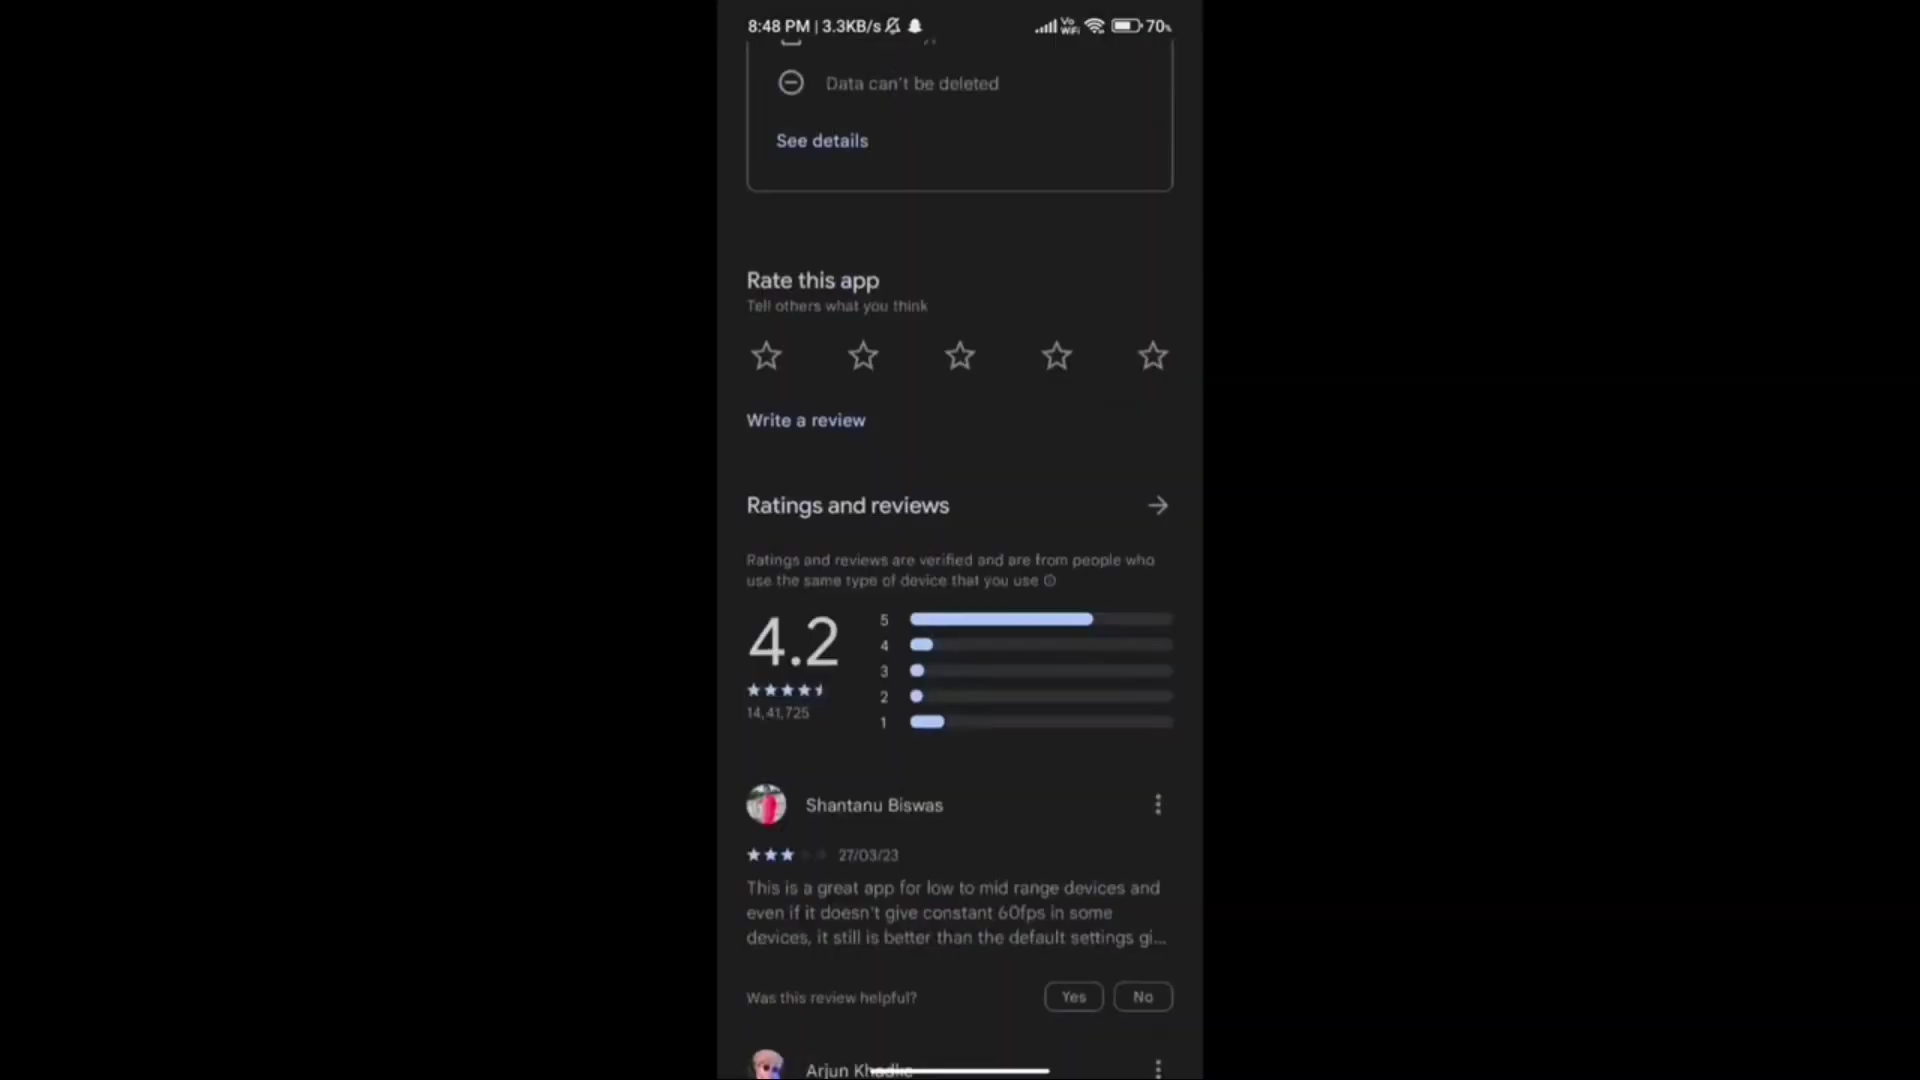 8:48 PM | 3.3KB/s Vo WiFi 70%
Data can't be deleted
See details
Rate this app
Tell others what you think
Write a review
Ratings and reviews
Ratings and reviews are verified and are from people who
use the same type of device that you use
4.2
14,41,725
5
4
3
2
1
Shantanu Biswas
27/03/23
This is a great app for low to mid range devices and
even if it doesn't give constant 60fps in some
devices, it still is better than the default settings gi...
Was this review helpful?
Yes
No
Arjun